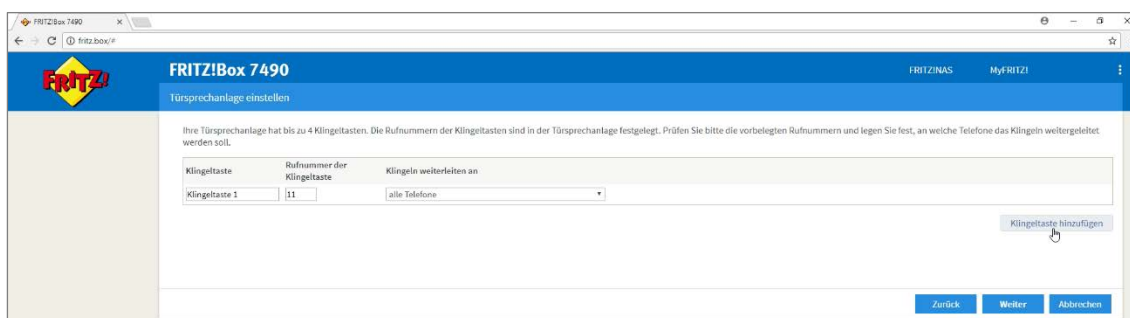 FRITZ!Box 7490
fritz.box/#
FRITZ!
FRITZ!Box 7490
FRITZ!NAS
MyFRITZ!
Türsprechanlage einstellen
Ihre Türsprechanlage hat bis zu 4 Klingeltasten. Die Rufnummern der Klingeltasten sind in der Türsprechanlage festgelegt. Prüfen Sie bitte die vorbelegten Rufnummern und legen Sie fest, an welche Telefone das Klingeln weitergeleitet
werden soll.
Klingeltaste
Rufnummer der
Klingeltaste
Klingeln weiterleiten an
Klingeltaste 1
11
alle Telefone
Klingeltaste hinzufügen
Zurück
Weiter
Abbrechen